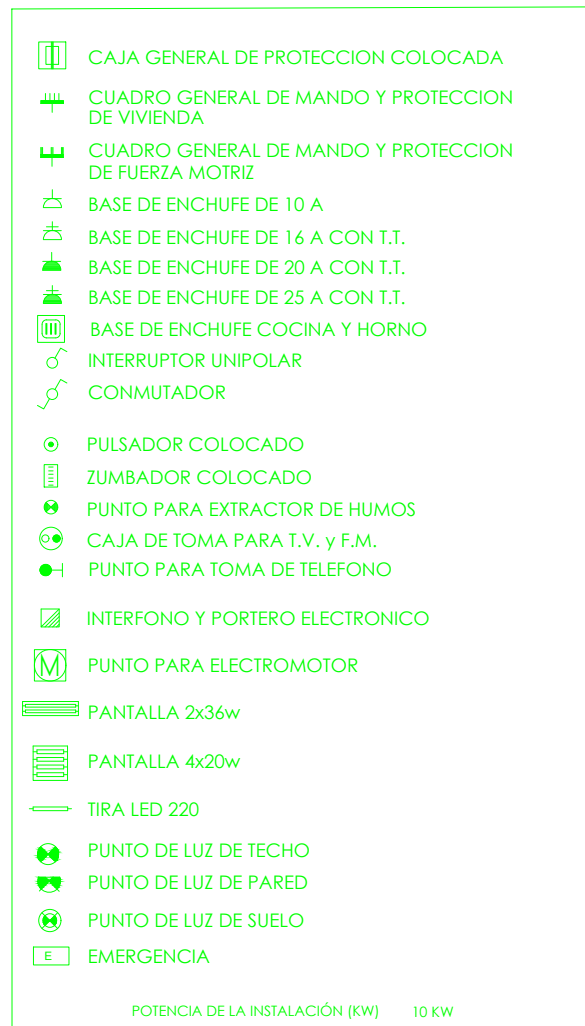 CAJA GENERAL DE PROTECCION COLOCADA
CUADRO GENERAL DE MANDO Y PROTECCION
DE VIVIENDA
CUADRO GENERAL DE MANDO Y PROTECCION
DE FUERZA MOTRIZ
BASE DE ENCHUFE DE 10 A
BASE DE ENCHUFE DE 16 A CON T.T.
BASE DE ENCHUFE DE 20 A CON T.T.
BASE DE ENCHUFE DE 25 A CON T.T.
BASE DE ENCHUFE COCINA Y HORNO
INTERRUPTOR UNIPOLAR
CONMUTADOR
PULSADOR COLOCADO
ZUMBADOR COLOCADO
PUNTO PARA EXTRACTOR DE HUMOS
CAJA DE TOMA PARA T.V. y F.M.
PUNTO PARA TOMA DE TELEFONO
INTERFONO Y PORTERO ELECTRONICO
M PUNTO PARA ELECTROMOTOR
PANTALLA 2x36w
PANTALLA 4x20w
TIRA LED 220
PUNTO DE LUZ DE TECHO
PUNTO DE LUZ DE PARED
PUNTO DE LUZ DE SUELO
E EMERGENCIA
POTENCIA DE LA INSTALACIÓN (KW) 10 KW